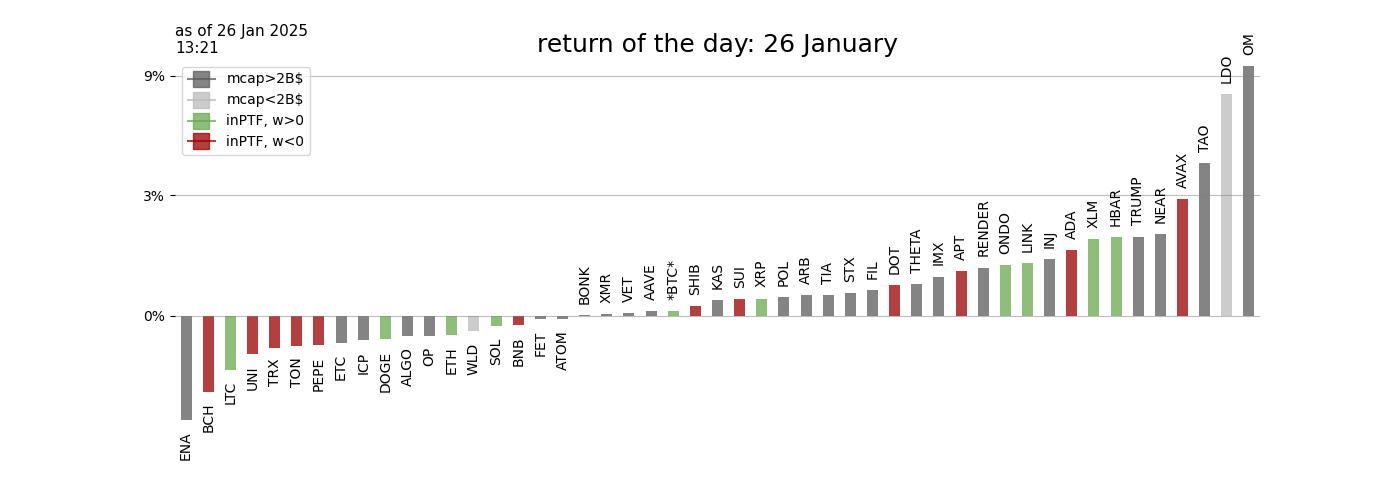 as of 26 Jan 2025
13:21
return of the day: 26 January
9%
3%
0%
mcap>2B$
mcap<2B$
inPTF, w>0
inPTF, w<0
ENA
BCH
LTC
UNI
TRX
TON
PEPE
ETC
ICP
DOGE
ALGO
OP
ETH
WLD
SOL
BNB
FET
ATOM
BONK
XMR
VET
AAVE
*BTC*
SHIB
KAS
SUI
XRP
POL
ARB
TIA
STX
FIL
DOT
THETA
IMX
APT
RENDER
ONDO
LINK
INJ
ADA
XLM
HBAR
TRUMP
NEAR
AVAX
TAO
LDO
OM